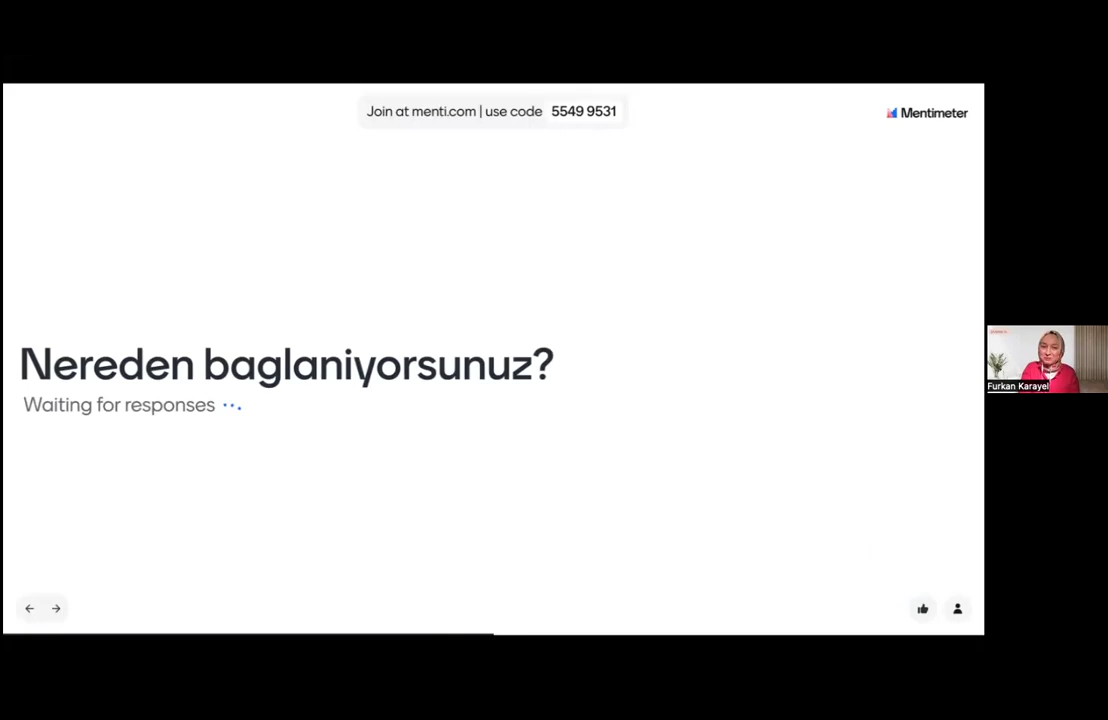 Join at menti.com | use code 5549 9531
Mentimeter
Nereden baglaniyorsunuz?
Waiting for responses
Furkan Karayel